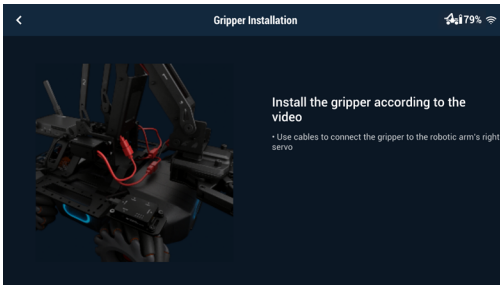 Gripper Installation
79%
Install the gripper according to the
video
• Use cables to connect the gripper to the robotic arm's right
servo